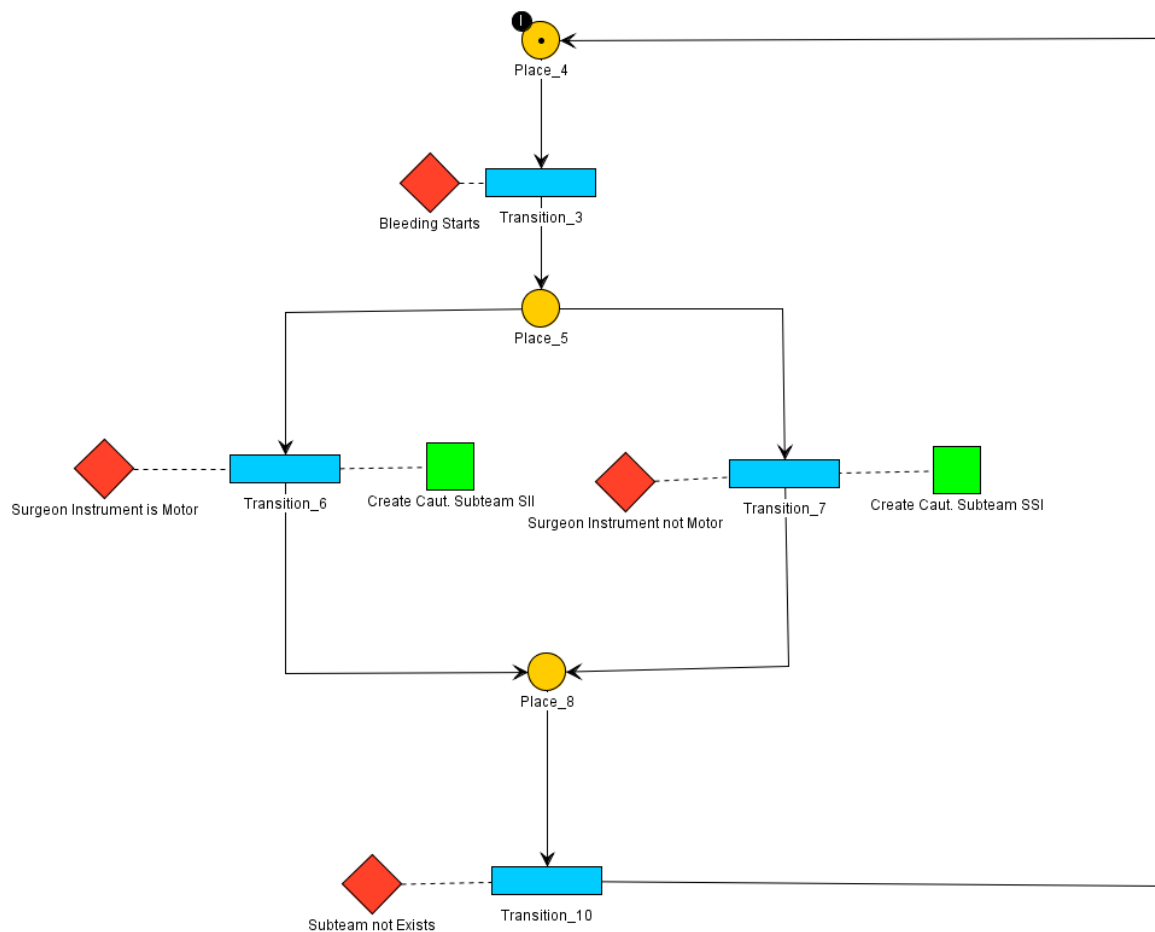 I
Place_4
Bleeding Starts
Transition_3
Place_5
Surgeon Instrument is Motor
Transition_6
Create Caut. Subteam SII
Surgeon Instrument not Motor
Transition_7
Create Caut. Subteam SSI
Place_8
Subteam not Exists
Transition_10